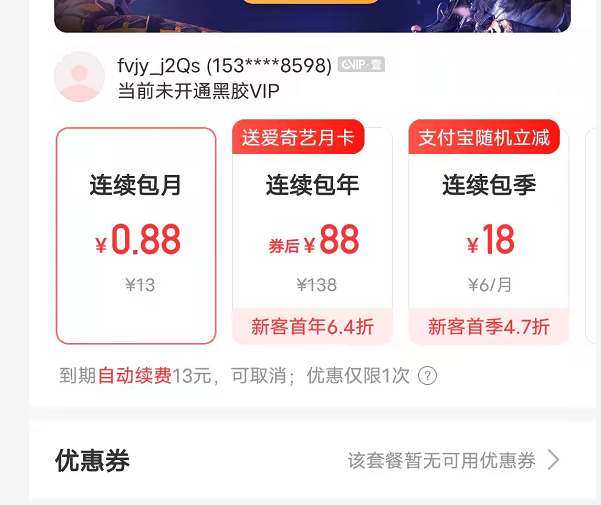 fvjy_j2Qs (153****8598) VIP·壹
当前未开通黑胶VIP
送爱奇艺月卡
支付宝随机立减
连续包月
连续包年
连续包季
¥0.88
券后¥88
¥18
¥13
¥138
¥6/月
新客首年6.4折
新客首季4.7折
到期自动续费13元，可取消；优惠仅限1次 ?
优惠券
该套餐暂无可用优惠券